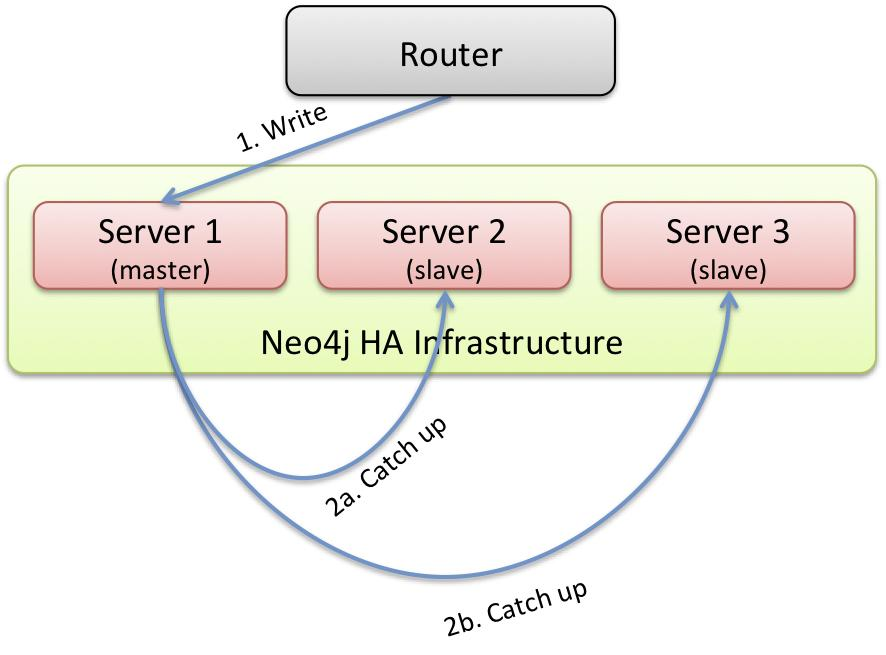 Router
1. Write
Server 1
(master)
Server 2
(slave)
Server 3
(slave)
Neo4j HA Infrastructure
2a. Catch up
2b. Catch up